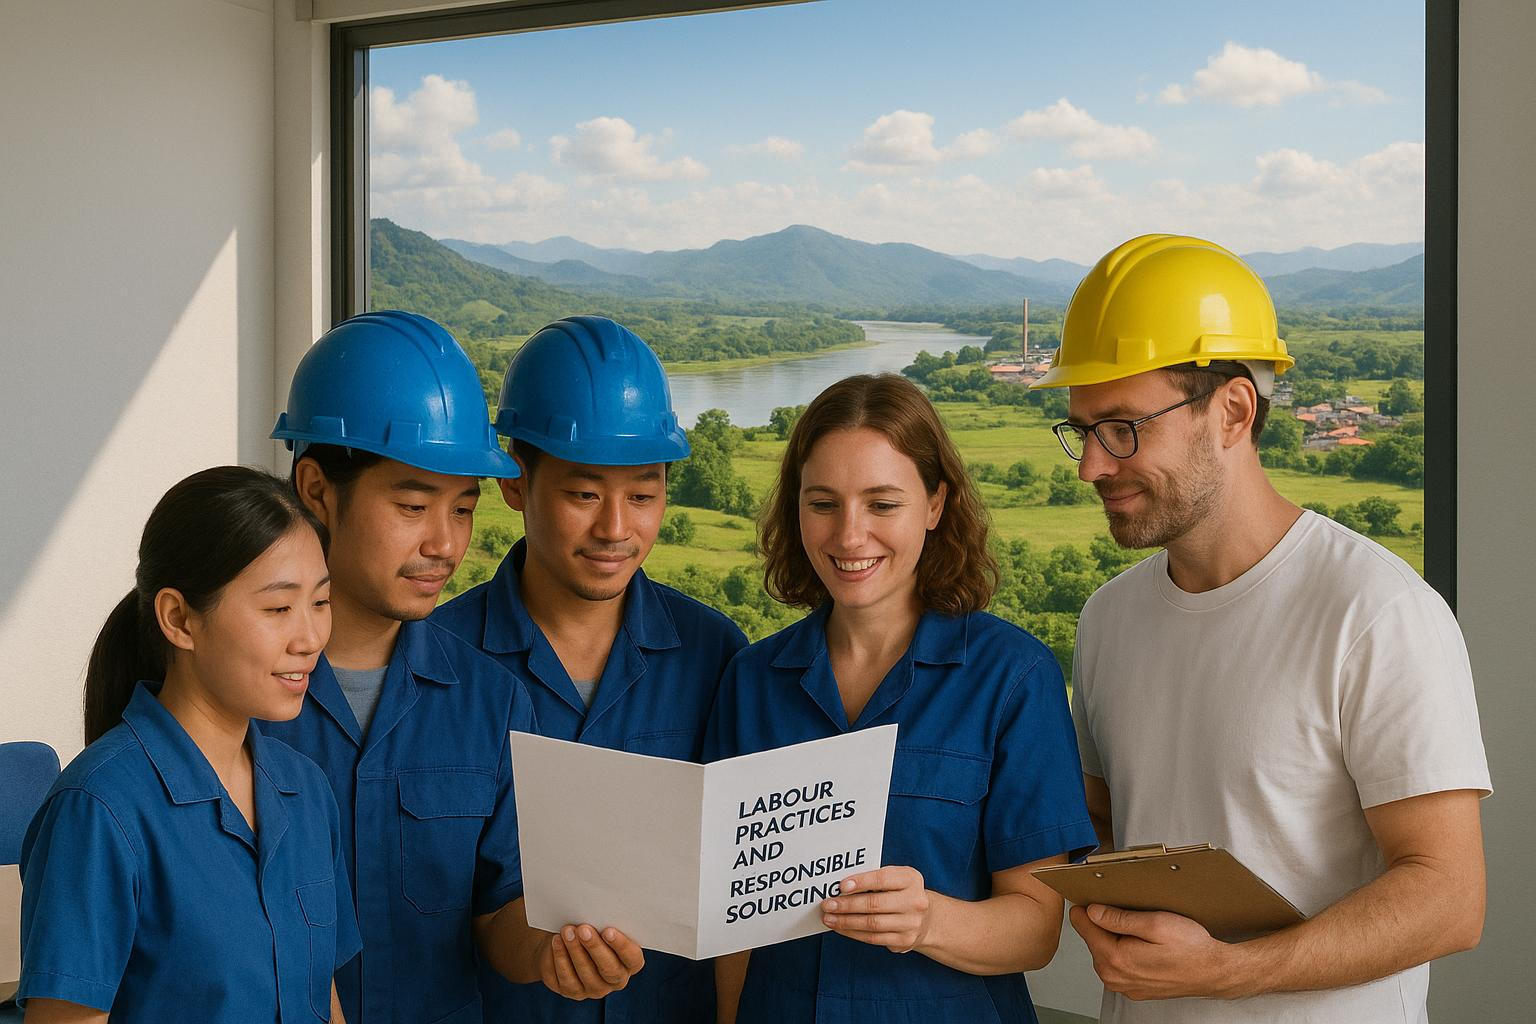 LABOUR
PRACTICES
AND
RESPONSIBLE
SOURCING